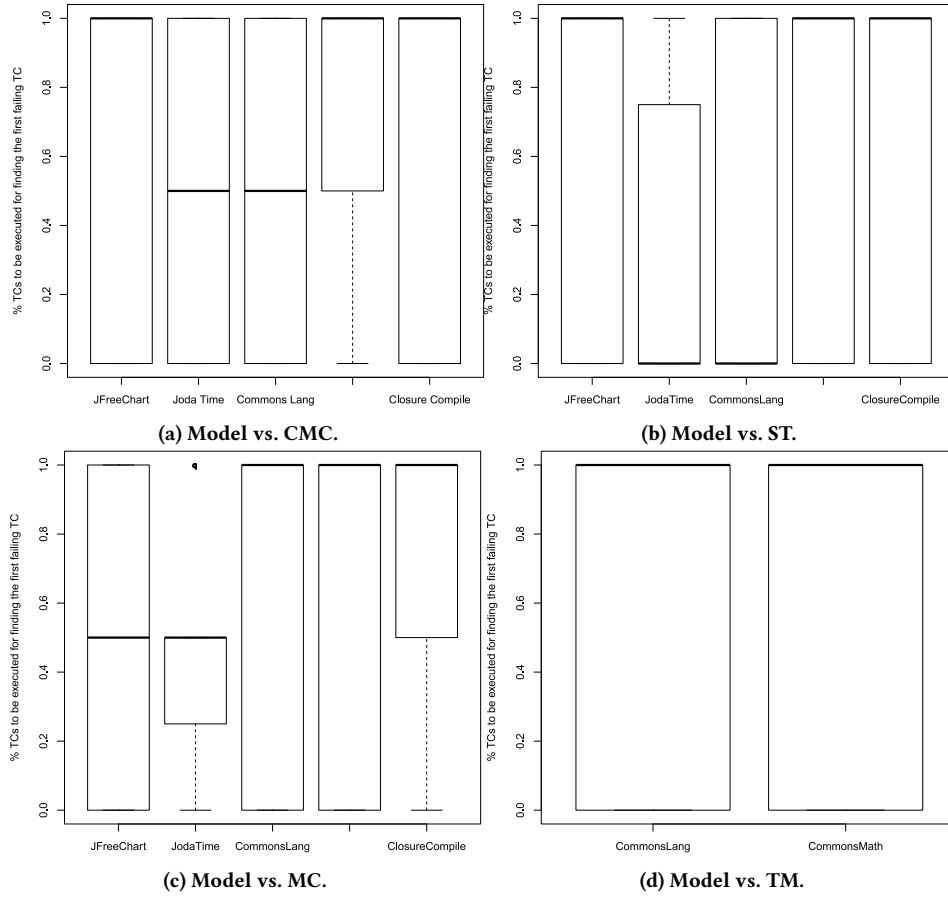 % TCs to be executed for finding the first failing TC
1.0
0.8
0.6
0.4
0.2
0.0
JFreeChart Joda Time Commons Lang Closure Compile
(a) Model vs. CMC.
% TCs to be executed for finding the first failing TC
1.0
0.8
0.6
0.4
0.2
0.0
JFreeChart JodaTime CommonsLang ClosureCompile
(b) Model vs. ST.
% TCs to be executed for finding the first failing TC
1.0
0.8
0.6
0.4
0.2
0.0
JFreeChart JodaTime CommonsLang ClosureCompile
(c) Model vs. MC.
% TCs to be executed for finding the first failing TC
1.0
0.8
0.6
0.4
0.2
0.0
CommonsLang CommonsMath
(d) Model vs. TM.